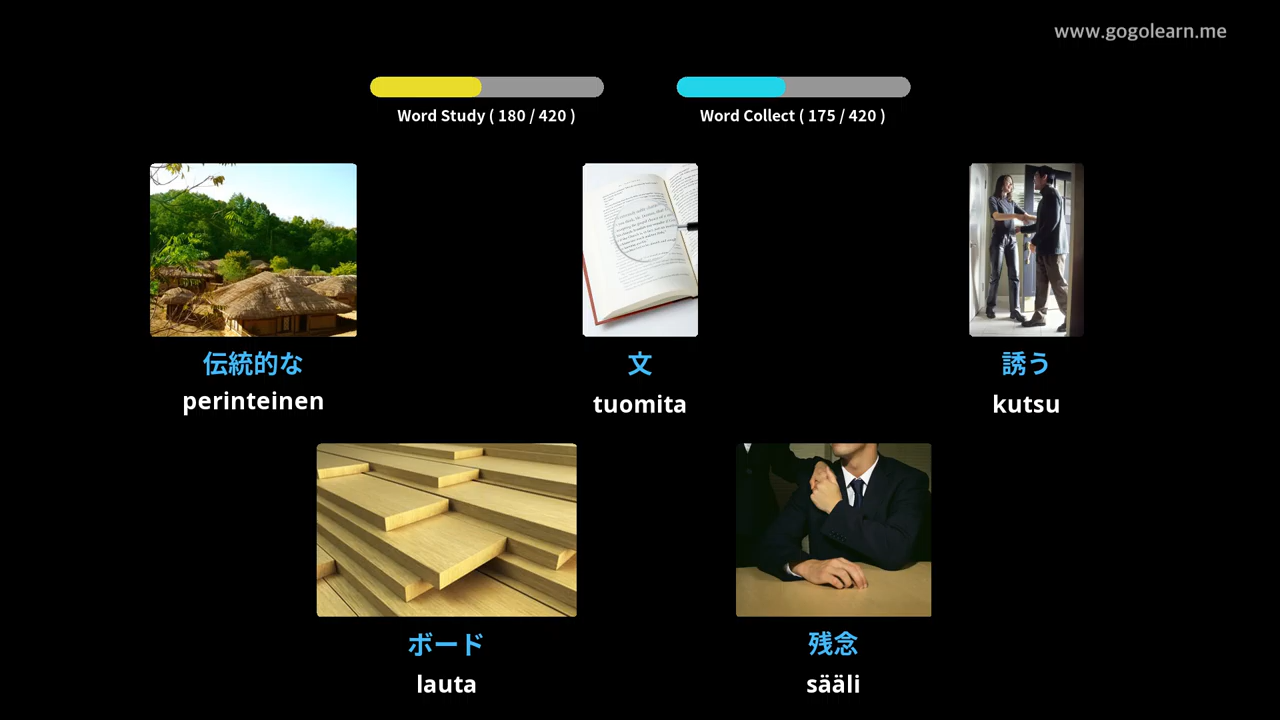 www.gogolearn.me
Word Study ( 180 / 420 )
Word Collect ( 175 / 420 )
伝統的な
perinteinen
文
tuomita
誘う
kutsu
ボード
lauta
残念
sääli